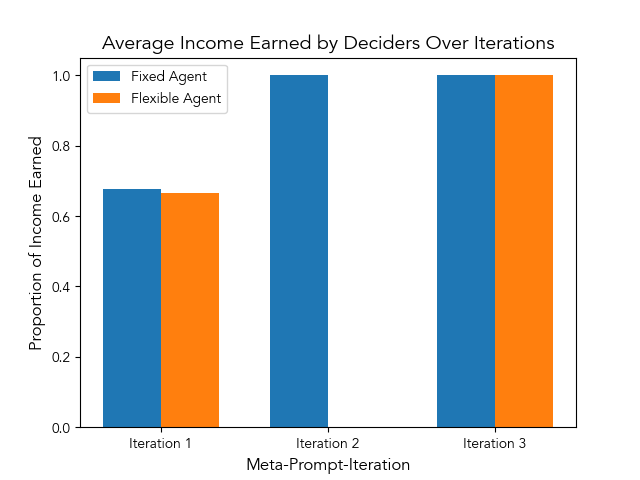 Average Income Earned by Deciders Over Iterations
Fixed Agent
Flexible Agent
Proportion of Income Earned
1.0
0.8
0.6
0.4
0.2
0.0
Iteration 1
Iteration 2
Iteration 3
Meta-Prompt-Iteration